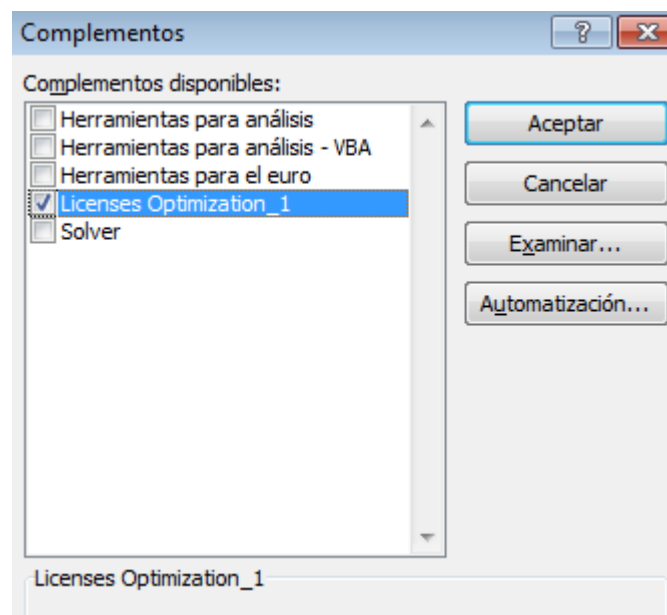 Complementos
Complementos disponibles:
Herramientas para análisis
Herramientas para análisis - VBA
Herramientas para el euro
Licenses Optimization_1
Solver
Aceptar
Cancelar
Examinar...
Automatización...
Licenses Optimization_1